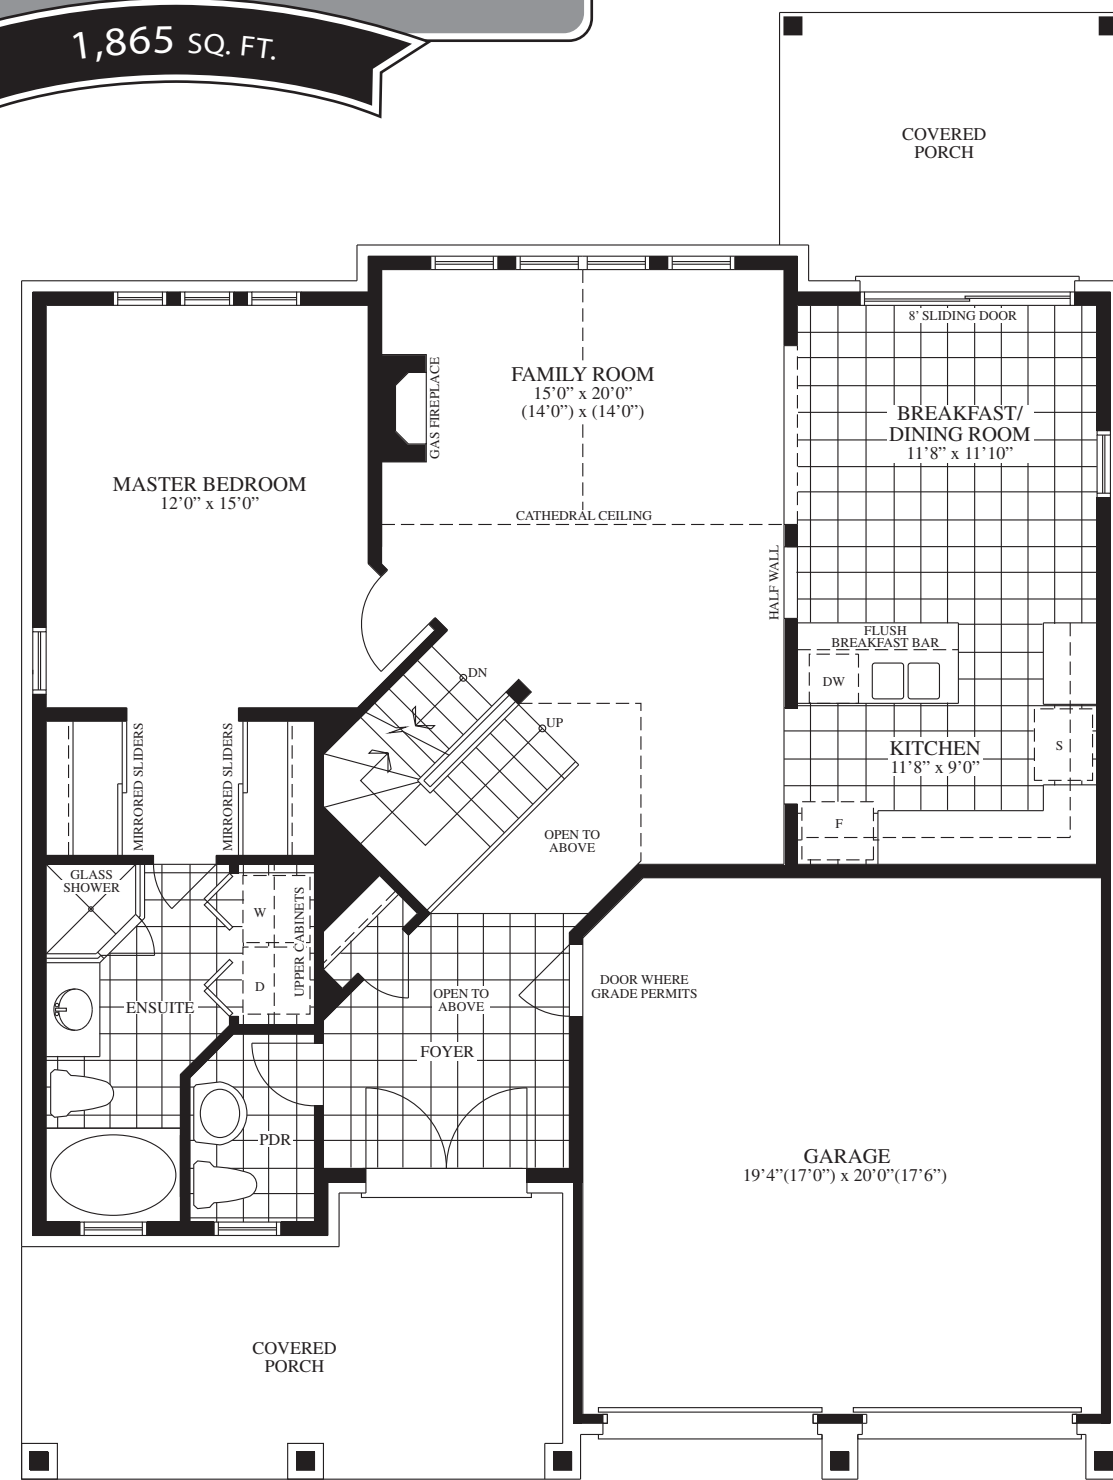 1,865 SQ. FT.
COVERED
PORCH
8' SLIDING DOOR
FAMILY ROOM
15'0” x 20'0”
(14'0”) x (14'0”)
GAS FIREPLACE
BREAKFAST/
DINING ROOM
11'8” x 11'10”
MASTER BEDROOM
12'0” x 15'0”
CATHEDRAL CEILING
HALF WALL
FLUSH
BREAKFAST BAR
DW
DN
UP
KITCHEN
11'8” x 9'0”
S
F
MIRRORED SLIDERS
MIRRORED SLIDERS
OPEN TO
ABOVE
GLASS
SHOWER
W
D
UPPER CABINETS
ENSUITE
OPEN TO
ABOVE
FOYER
DOOR WHERE
GRADE PERMITS
PDR
GARAGE
19'4”(17'0”) x 20'0”(17'6”)
COVERED
PORCH